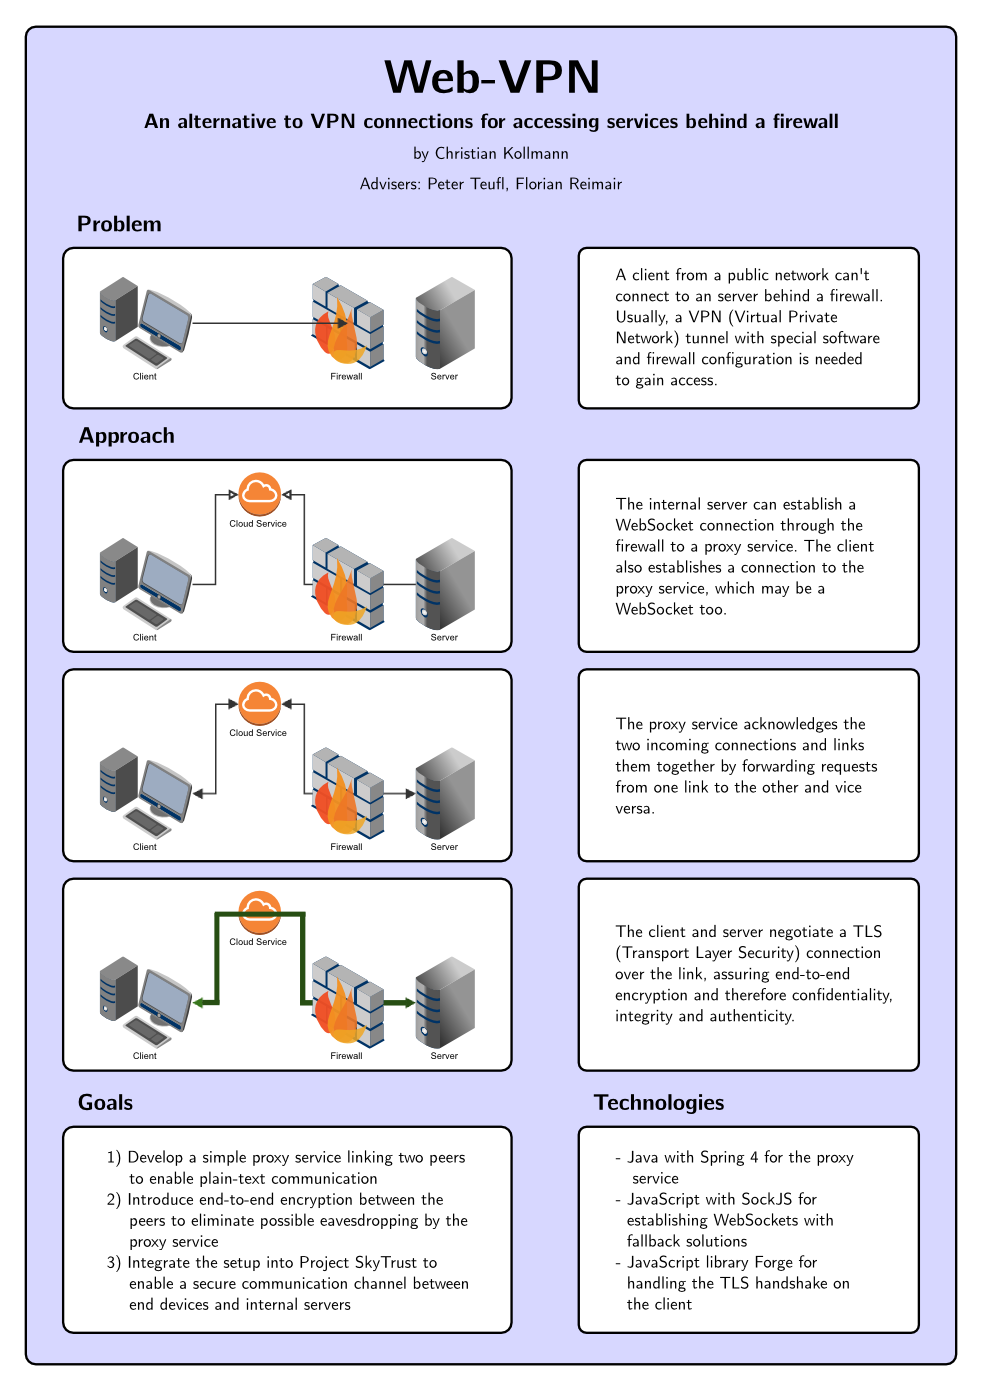 Web-VPN
An alternative to VPN connections for accessing services behind a firewall
by Christian Kollmann
Advisers: Peter Teufl, Florian Reimair
Problem
Client
Firewall
Server
A client from a public network can't
connect to an server behind a firewall.
Usually, a VPN (Virtual Private
Network) tunnel with special software
and firewall configuration is needed
to gain access.
Approach
Cloud Service
Client
Firewall
Server
The internal server can establish a
WebSocket connection through the
firewall to a proxy service. The client
also establishes a connection to the
proxy service, which may be a
WebSocket too.
Cloud Service
Client
Firewall
Server
The proxy service acknowledges the
two incoming connections and links
them together by forwarding requests
from one link to the other and vice
versa.
Cloud Service
Client
Firewall
Server
The client and server negotiate a TLS
(Transport Layer Security) connection
over the link, assuring end-to-end
encryption and therefore confidentiality,
integrity and authenticity.
Goals
1) Develop a simple proxy service linking two peers
to enable plain-text communication
2) Introduce end-to-end encryption between the
peers to eliminate possible eavesdropping by the
proxy service
3) Integrate the setup into Project SkyTrust to
enable a secure communication channel between
end devices and internal servers
Technologies
- Java with Spring 4 for the proxy
service
- JavaScript with SockJS for
establishing WebSockets with
fallback solutions
- JavaScript library Forge for
handling the TLS handshake on
the client